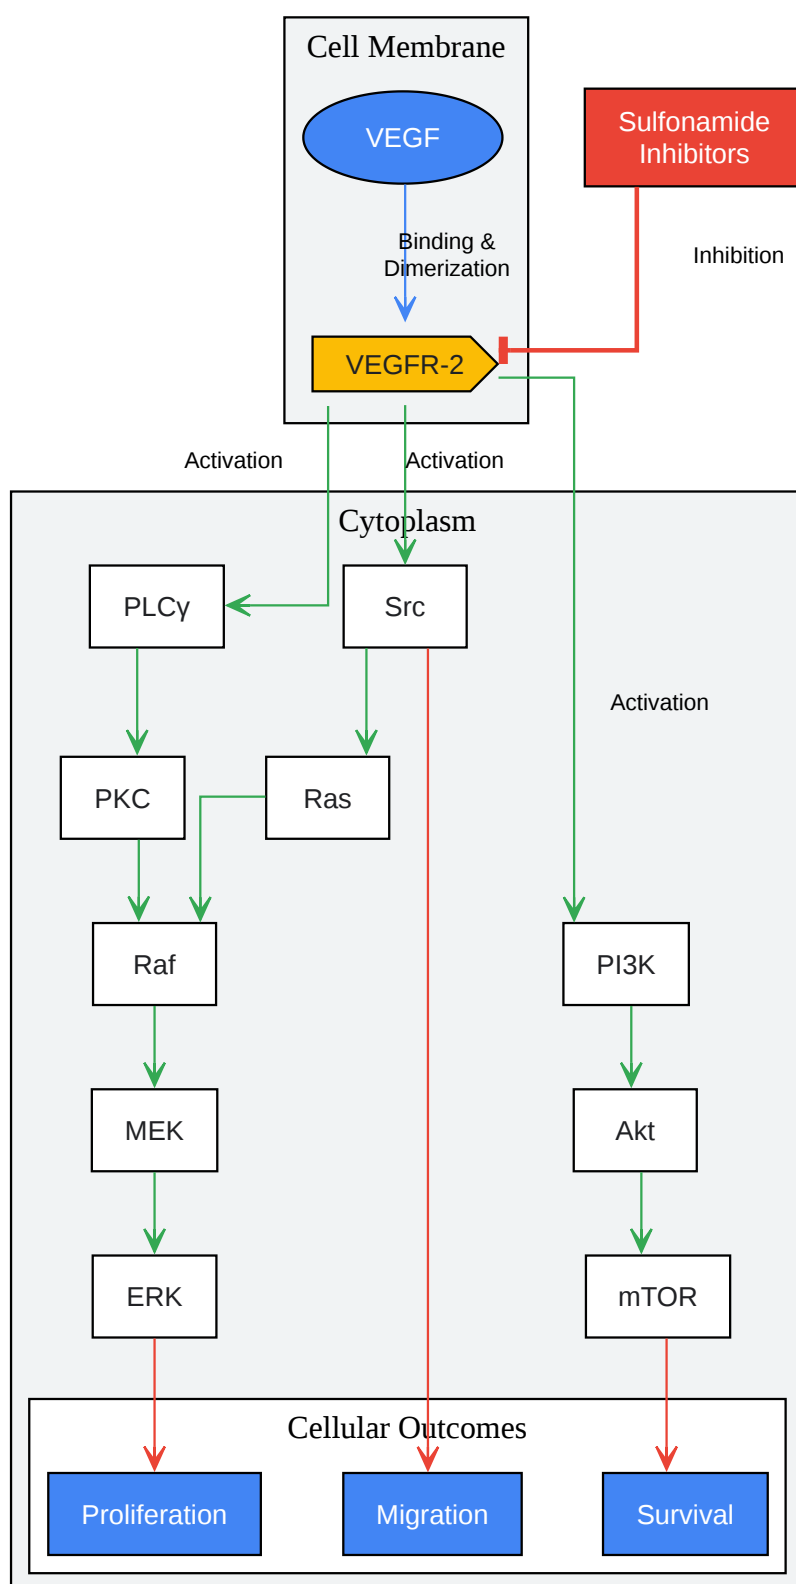 Cell Membrane
VEGF
Sulfonamide
Inhibitors
Binding &
Dimerization
Inhibition
VEGFR-2
Activation
Activation
Cytoplasm
PLCγ
Src
Activation
PKC
Ras
Raf
PI3K
MEK
Akt
ERK
mTOR
Cellular Outcomes
Proliferation
Migration
Survival